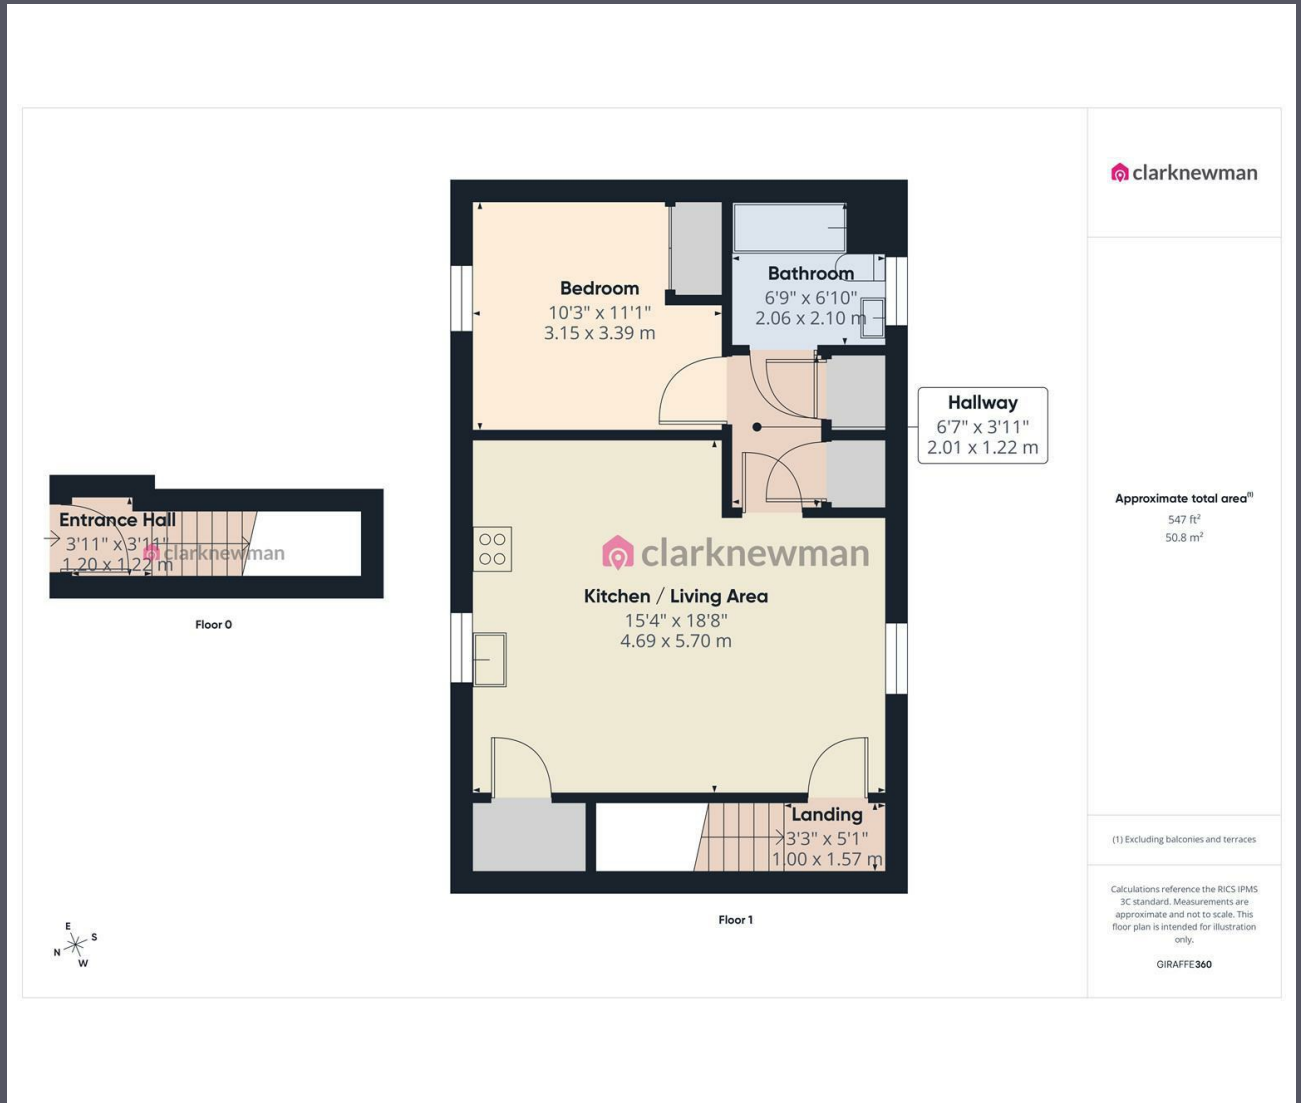 Bedroom
10'3" x 11'1"
3.15 x 3.39 m
Bathroom
6'9" x 6'10"
2.06 x 2.10 m
Hallway
6'7" x 3'11"
2.01 x 1.22 m
Entrance Hall
3'11" x 3'11"
1.20 x 1.22 m
clarknewman
Floor 0
clarknewman
Kitchen / Living Area
15'4" x 18'8"
4.69 x 5.70 m
Landing
3'3" x 5'1"
1.00 x 1.57 m
Floor 1
E
S
N
W
clarknewman
Approximate total area(1)
547 ft²
50.8 m²
(1) Excluding balconies and terraces
Calculations reference the RICS IPMS
3C standard. Measurements are
approximate and not to scale. This
floor plan is intended for illustration
only.
GIRAFFE360